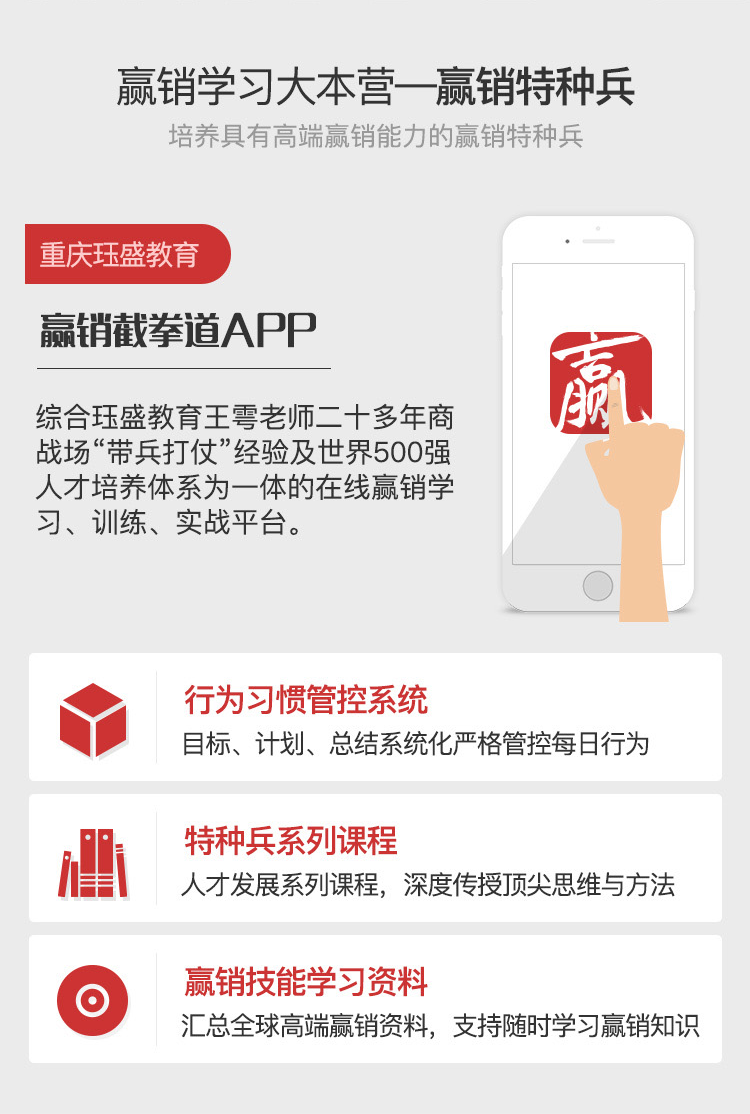 赢销学习大本营—赢销特种兵
培养具有高端赢销能力的赢销特种兵
重庆珏盛教育
赢销截拳道APP
综合珏盛教育王雩老师二十多年商
战场“带兵打仗”经验及世界500强
人才培养体系为一体的在线赢销学
习、训练、实战平台。
赢
行为习惯管控系统
目标、计划、总结系统化严格管控每日行为
特种兵系列课程
人才发展系列课程，深度传授顶尖思维与方法
赢销技能学习资料
汇总全球高端赢销资料，支持随时学习赢销知识